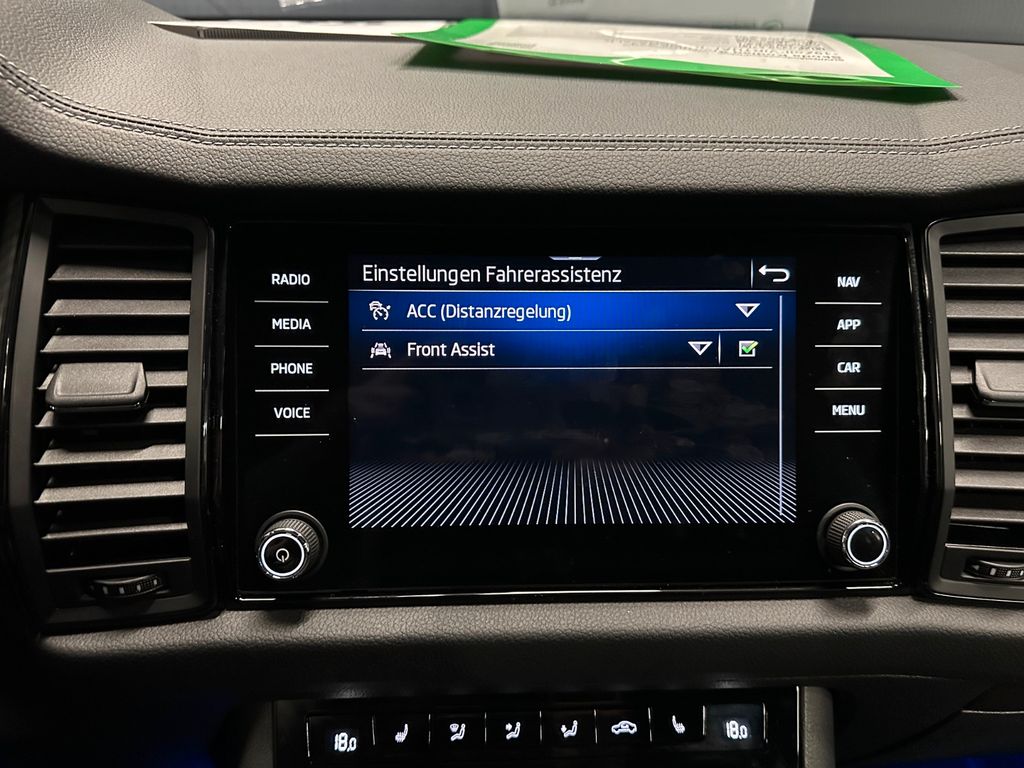 RADIO
MEDIA
PHONE
VOICE
Einstellungen Fahrerassistenz
ACC (Distanzregelung)
Front Assist
NAV
APP
CAR
MENU
18.0
18.0